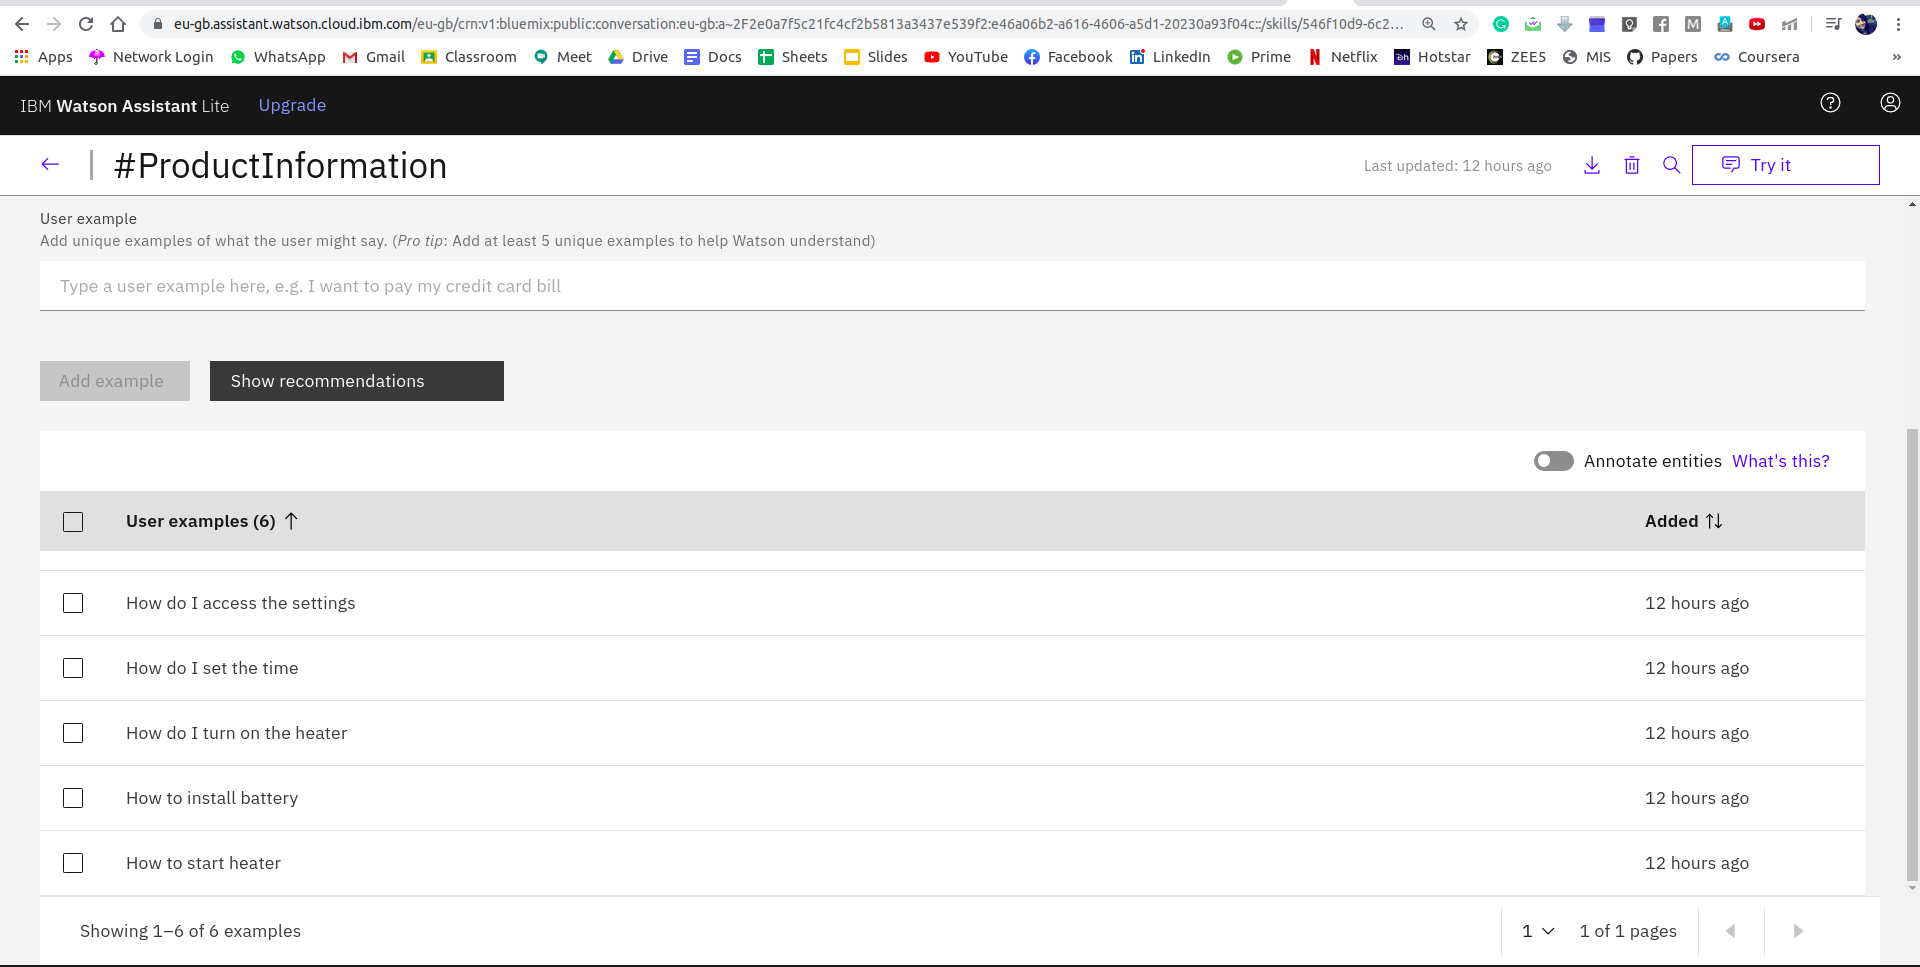 eu-gb.assistant.watson.cloud.ibm.com/eu-gb/crn:v1:bluemix:public:conversation:eu-gb:a~2F2e0a7f5c21fc4cf2b5813a3437e539f2:e46a06b2-a616-4606-a5d1-20230a93f04c::/skills/546f10d9-6c2...
Apps Network Login WhatsApp Gmail Classroom Meet Drive Docs Sheets Slides YouTube Facebook LinkedIn Prime Netflix Hotstar ZEE5 MIS Papers Coursera »
IBM Watson Assistant Lite Upgrade
#ProductInformation Last updated: 12 hours ago Try it
User example
Add unique examples of what the user might say. (Pro tip: Add at least 5 unique examples to help Watson understand)
Type a user example here, e.g. I want to pay my credit card bill
Add example Show recommendations
Annotate entities What's this?
User examples (6) Added
How do I access the settings 12 hours ago
How do I set the time 12 hours ago
How do I turn on the heater 12 hours ago
How to install battery 12 hours ago
How to start heater 12 hours ago
Showing 1–6 of 6 examples 1 1 of 1 pages